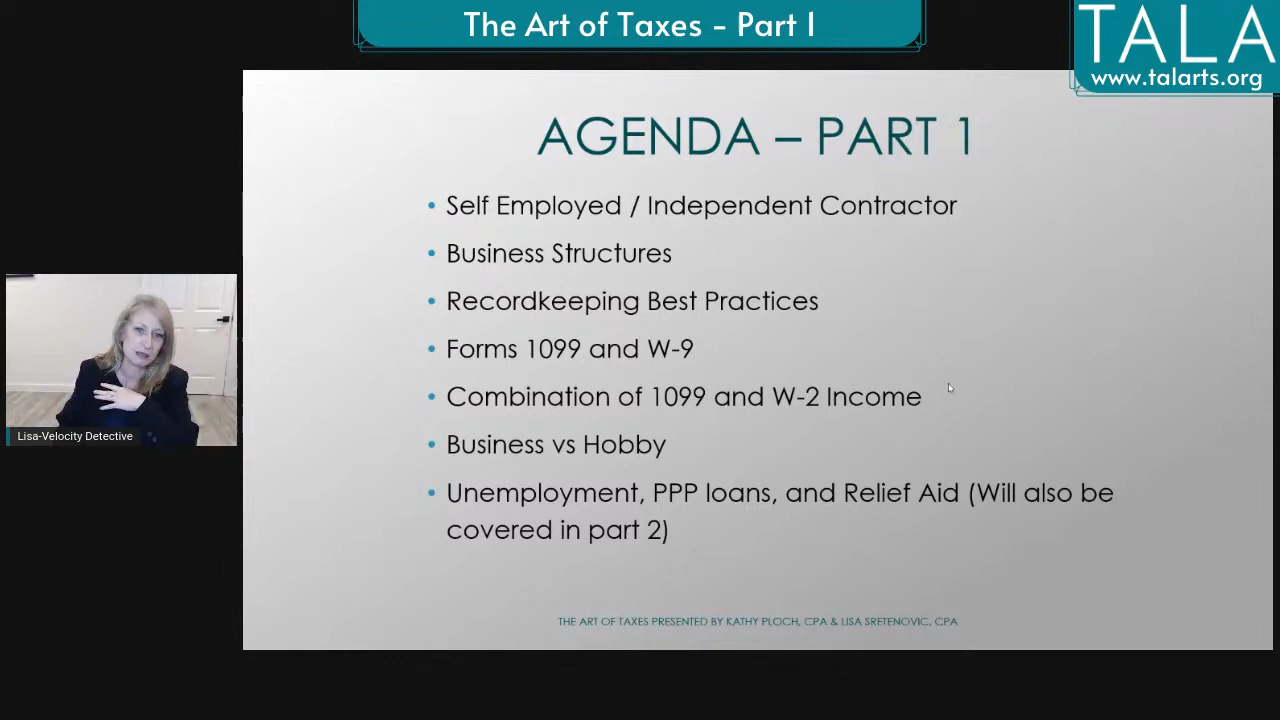 The Art of Taxes - Part 1
TALA
www.talarts.org
AGENDA – PART 1
• Self Employed / Independent Contractor
• Business Structures
• Recordkeeping Best Practices
• Forms 1099 and W-9
• Combination of 1099 and W-2 Income
• Business vs Hobby
• Unemployment, PPP loans, and Relief Aid (Will also be
covered in part 2)
Lisa-Velocity Detective
THE ART OF TAXES PRESENTED BY KATHY PLOCH, CPA & LISA SRETENOVIC, CPA